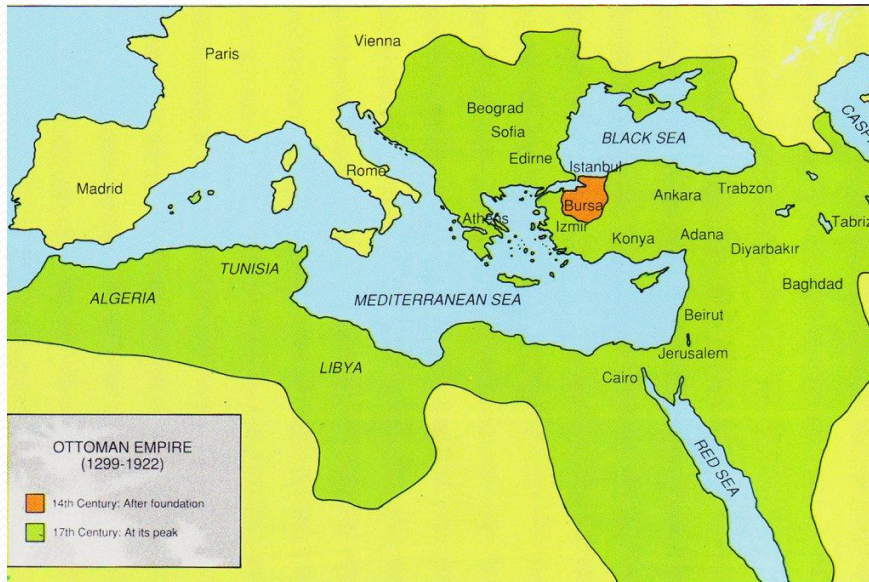 Vienna
Paris
Beograd
Sofia
BLACK SEA
CASP
Edirne
Istanbul
Rome
Madrid
Ankara
Trabzon
Bursa
Athens
Izmir
Tabriz
Konya
Adana
Diyarbakır
TUNISIA
Baghdad
ALGERIA
MEDITERRANEAN SEA
Beirut
Jerusalem
LIBYA
Cairo
RED SEA
OTTOMAN EMPIRE
(1299-1922)
14th Century: After foundation
17th Century: At its peak